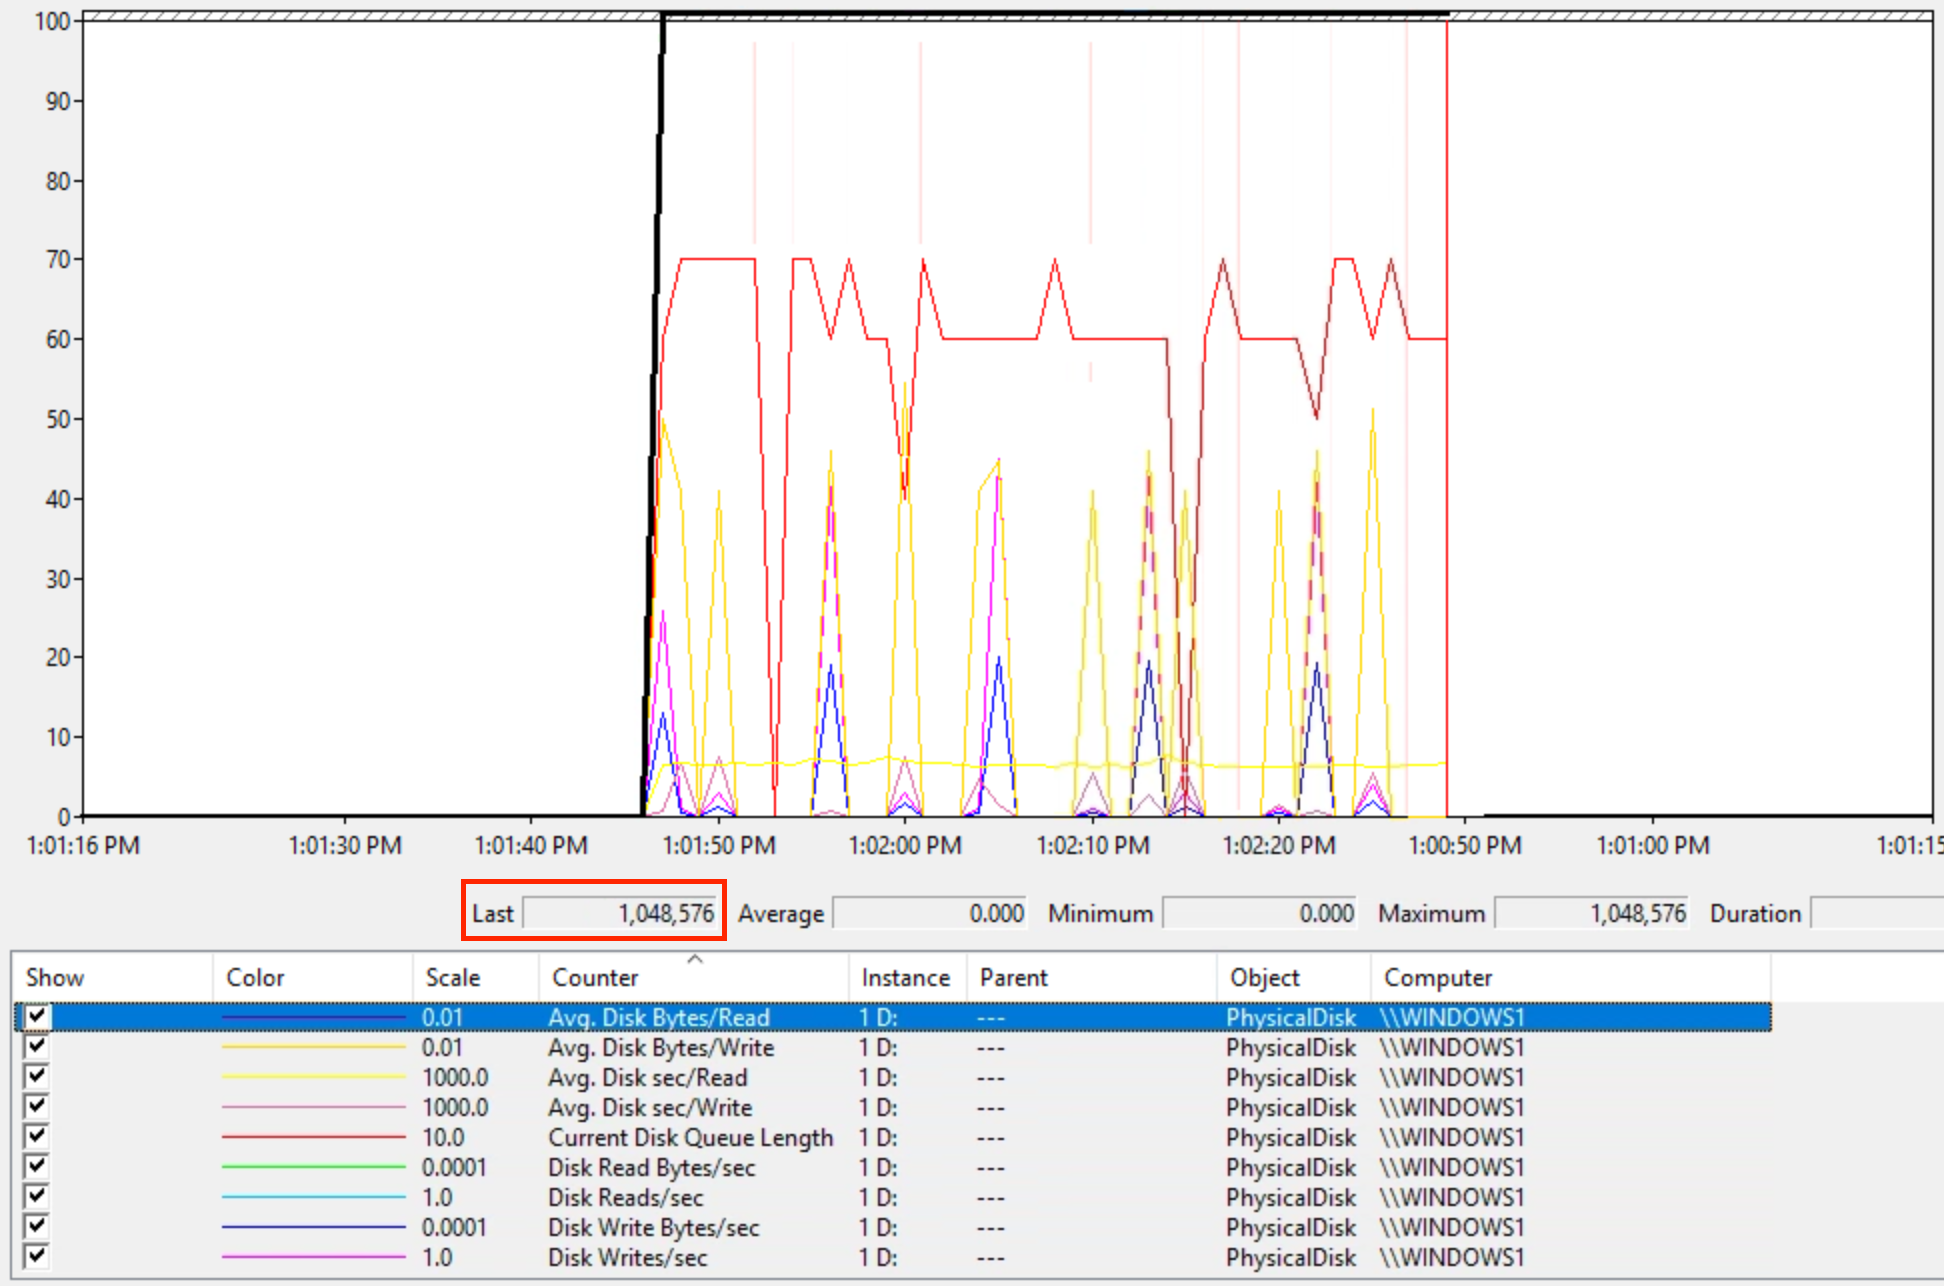 100
90
80
70
60
50
40
30
20
10
0
1:01:16 PM 1:01:30 PM 1:01:40 PM 1:01:50 PM 1:02:00 PM 1:02:10 PM 1:02:20 PM 1:00:50 PM 1:01:00 PM 1:01:15
Last 1,048,576 Average 0.000 Minimum 0.000 Maximum 1,048,576 Duration
Show Color Scale Counter Instance Parent Object Computer
0.01 Avg. Disk Bytes/Read 1 D: --- PhysicalDisk \\WINDOWS1
0.01 Avg. Disk Bytes/Write 1 D: --- PhysicalDisk \\WINDOWS1
1000.0 Avg. Disk sec/Read 1 D: --- PhysicalDisk \\WINDOWS1
1000.0 Avg. Disk sec/Write 1 D: --- PhysicalDisk \\WINDOWS1
10.0 Current Disk Queue Length 1 D: --- PhysicalDisk \\WINDOWS1
0.0001 Disk Read Bytes/sec 1 D: --- PhysicalDisk \\WINDOWS1
1.0 Disk Reads/sec 1 D: --- PhysicalDisk \\WINDOWS1
0.0001 Disk Write Bytes/sec 1 D: --- PhysicalDisk \\WINDOWS1
1.0 Disk Writes/sec 1 D: --- PhysicalDisk \\WINDOWS1